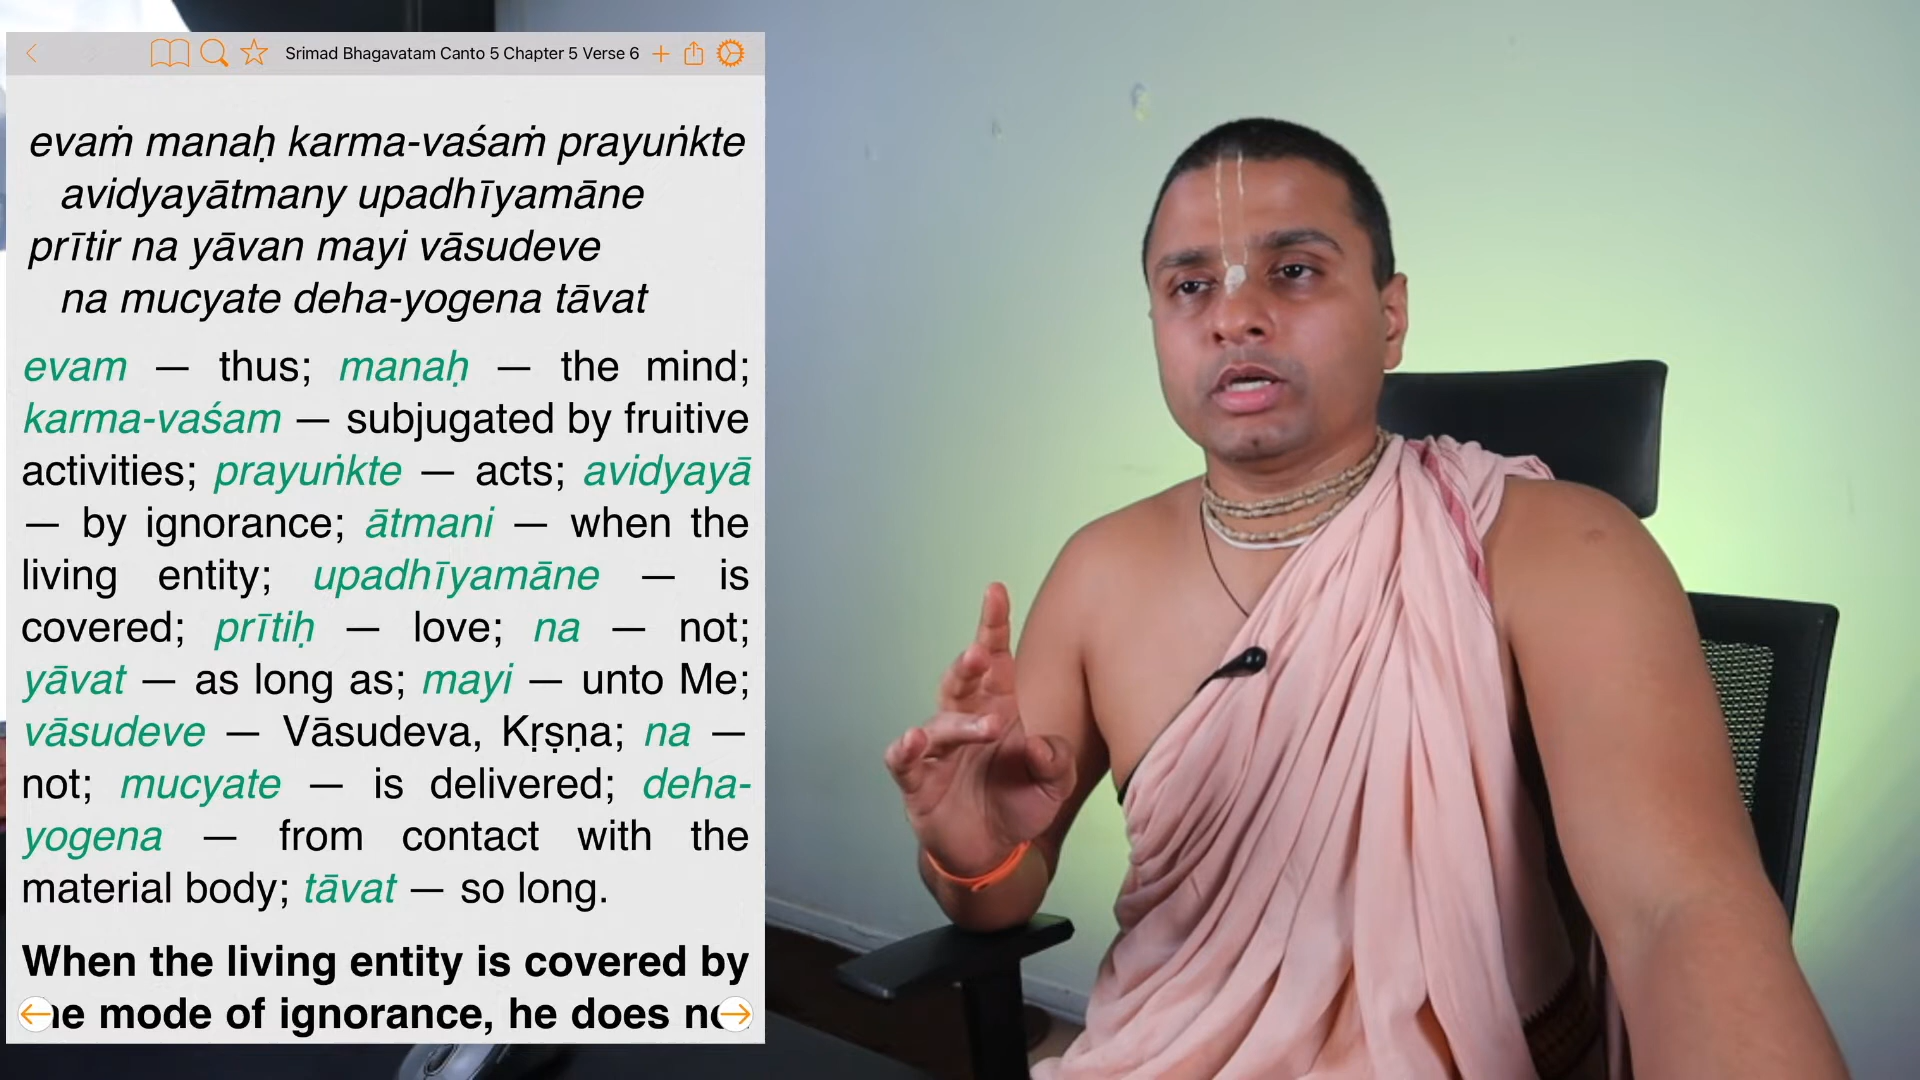 Srimad Bhagavatam Canto 5 Chapter 5 Verse 6
evaṁ manaḥ karma-vaśaṁ prayuṅkte
avidyayātmany upadhīyamāne
prītir na yāvan mayi vāsudeve
na mucyate deha-yogena tāvat
evam — thus; manaḥ — the mind;
karma-vaśam — subjugated by fruitive
activities; prayuṅkte — acts; avidyayā
— by ignorance; ātmani — when the
living entity; upadhīyamāne — is
covered; prītiḥ — love; na — not;
yāvat — as long as; mayi — unto Me;
vāsudeve — Vāsudeva, Kṛṣṇa; na —
not; mucyate — is delivered; deha-
yogena — from contact with the
material body; tāvat — so long.
When the living entity is covered by
mode of ignorance, he does